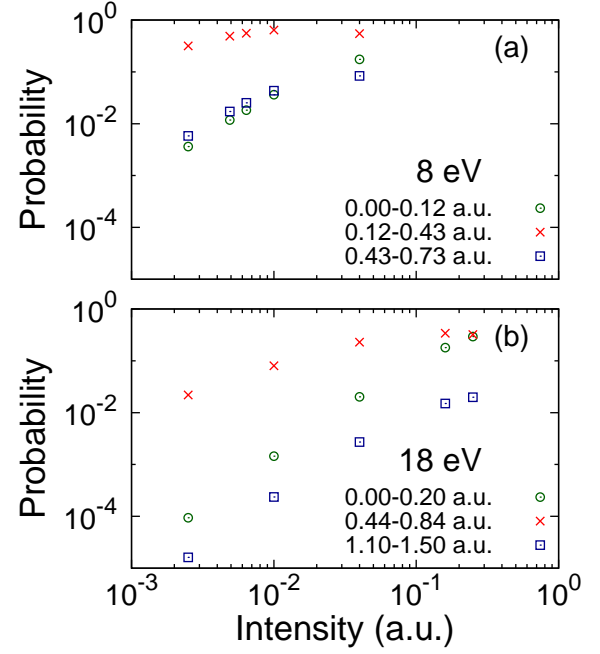 10^0
(a)
Probability
10^-2
8 eV
10^-4
0.00-0.12 a.u.
0.12-0.43 a.u.
0.43-0.73 a.u.
10^0
(b)
Probability
10^-2
18 eV
10^-4
0.00-0.20 a.u.
0.44-0.84 a.u.
1.10-1.50 a.u.
10^-3 10^-2 10^-1 10^0
Intensity (a.u.)